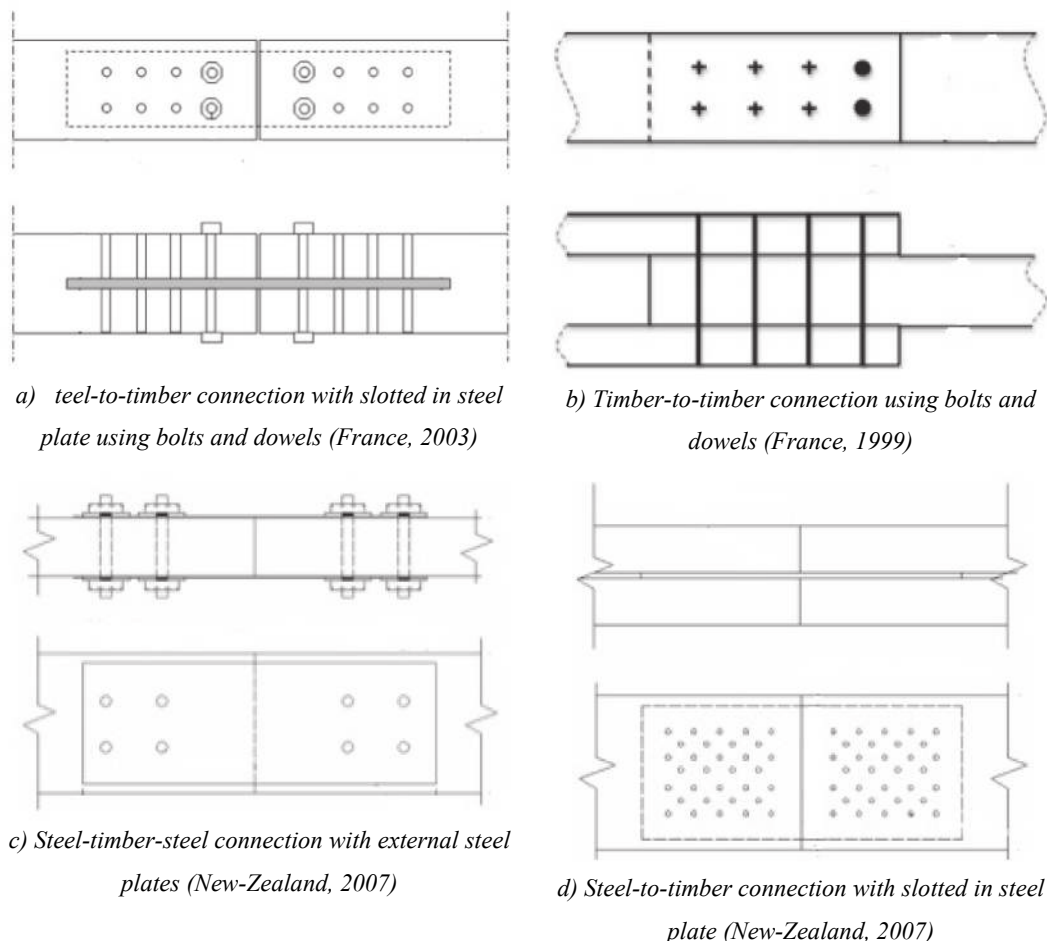 a) teel-to-timber connection with slotted in steel
plate using bolts and dowels (France, 2003)
b) Timber-to-timber connection using bolts and
dowels (France, 1999)
c) Steel-timber-steel connection with external steel
plates (New-Zealand, 2007)
d) Steel-to-timber connection with slotted in steel
plate (New-Zealand, 2007)